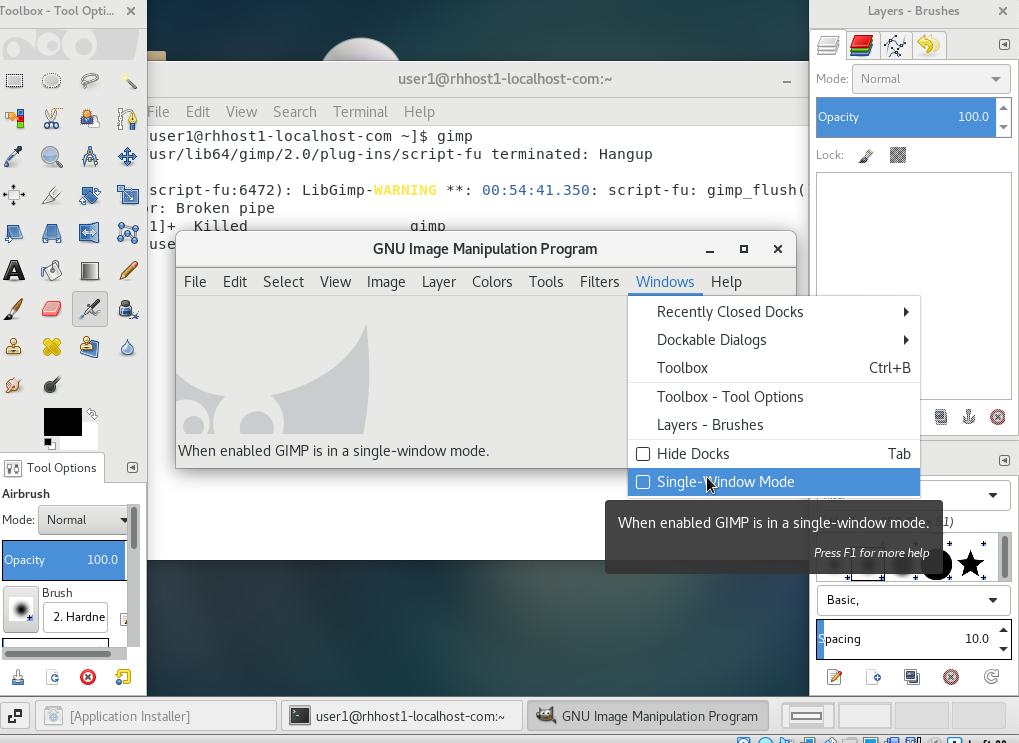 Toolbox - Tool Opti...
Layers - Brushes
user1@rhhost1-localhost-com:~
File Edit View Search Terminal Help
user1@rhhost1-localhost-com ~]$ gimp
usr/lib64/gimp/2.0/plug-ins/script-fu terminated: Hangup
script-fu:6472): LibGimp-WARNING **: 00:54:41.350: script-fu: gimp_flush(
r: Broken pipe
1]+ Killed gimp
use
Mode: Normal
Opacity 100.0
Lock:
GNU Image Manipulation Program
File Edit Select View Image Layer Colors Tools Filters Windows Help
Recently Closed Docks
Dockable Dialogs
Toolbox Ctrl+B
Toolbox - Tool Options
Layers - Brushes
Hide Docks Tab
Single-Window Mode
When enabled GIMP is in a single-window mode.
When enabled GIMP is in a single-window mode.
Press F1 for more help
Tool Options
Airbrush
Mode: Normal
Opacity 100.0
Brush
2. Hardne
51)
Basic,
Spacing 10.0
[Application Installer]
user1@rhhost1-localhost-com:~
GNU Image Manipulation Program